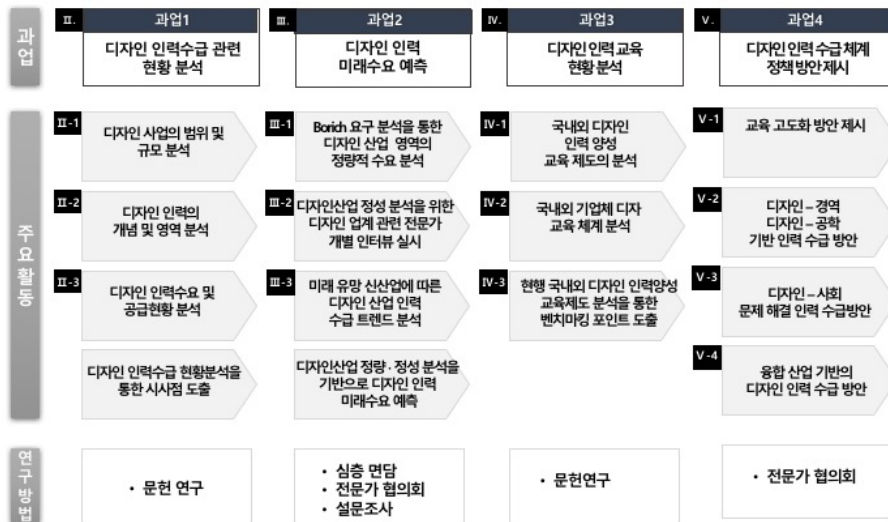 과업
Ⅱ.
과업1
디자인 인력수급 관련
현황 분석
Ⅲ.
과업2
디자인 인력
미래수요 예측
Ⅳ.
과업3
디자인 인력 교육
현황 분석
Ⅴ.
과업4
디자인 인력 수급 체계
정책 방안 제시
주요활동
Ⅱ-1
디자인 사업의 범위 및
규모 분석
Ⅱ-2
디자인 인력의
개념 및 영역 분석
Ⅱ-3
디자인 인력수요 및
공급현황 분석
디자인 인력수급 현황분석을
통한 시사점 도출
Ⅲ-1
Borich 요구 분석을 통한
디자인 산업 영역의
정량적 수요 분석
Ⅲ-2
디자인산업 정성 분석을 위한
디자인 업계 관련 전문가
개별 인터뷰 실시
Ⅲ-3
미래 유망 신산업에 따른
디자인 산업 인력
수급 트렌드 분석
디자인산업 정량·정성 분석을
기반으로 디자인 인력
미래수요 예측
Ⅳ-1
국내외 디자인
인력 양성
교육 제도의 분석
Ⅳ-2
국내외 기업체 디자
교육 체계 분석
Ⅳ-3
현행 국내외 디자인 인력양성
교육제도 분석을 통한
벤치마킹 포인트 도출
Ⅴ-1
교육 고도화 방안 제시
Ⅴ-2
디자인 – 경역
디자인 – 공학
기반 인력 수급 방안
Ⅴ-3
디자인 – 사회
문제 해결 인력 수급방안
Ⅴ-4
융합 산업 기반의
디자인 인력 수급 방안
연구방법
• 문헌 연구
• 심층 면담
• 전문가 협의회
• 설문조사
• 문헌연구
• 전문가 협의회